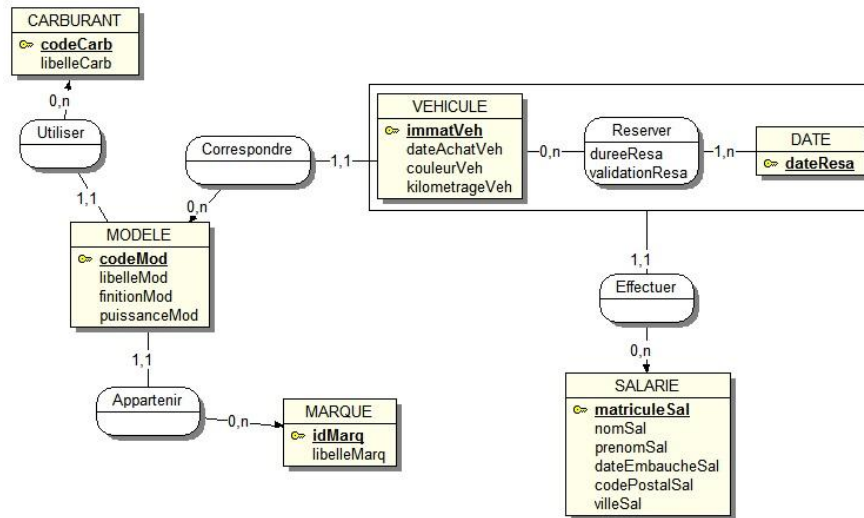 CARBURANT
codeCarb
libelleCarb
0,n
Utiliser
1,1
Correspondre
0,n
1,1
VEHICULE
immatVeh
dateAchatVeh
couleurVeh
kilometrageVeh
0,n
Reserver
dureeResa
validationResa
1,n
DATE
dateResa
MODELE
codeMod
libelleMod
finitionMod
puissanceMod
1,1
Appartenir
0,n
MARQUE
idMarq
libelleMarq
1,1
Effectuer
0,n
SALARIE
matriculeSal
nomSal
prenomSal
dateEmbaucheSal
codePostalSal
villeSal